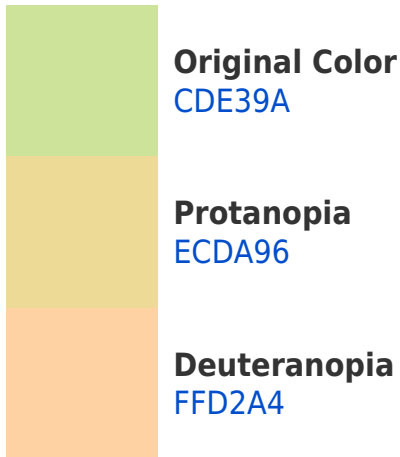 Original Color
CDE39A
Protanopia
ECDA96
Deuteranopia
FFD2A4